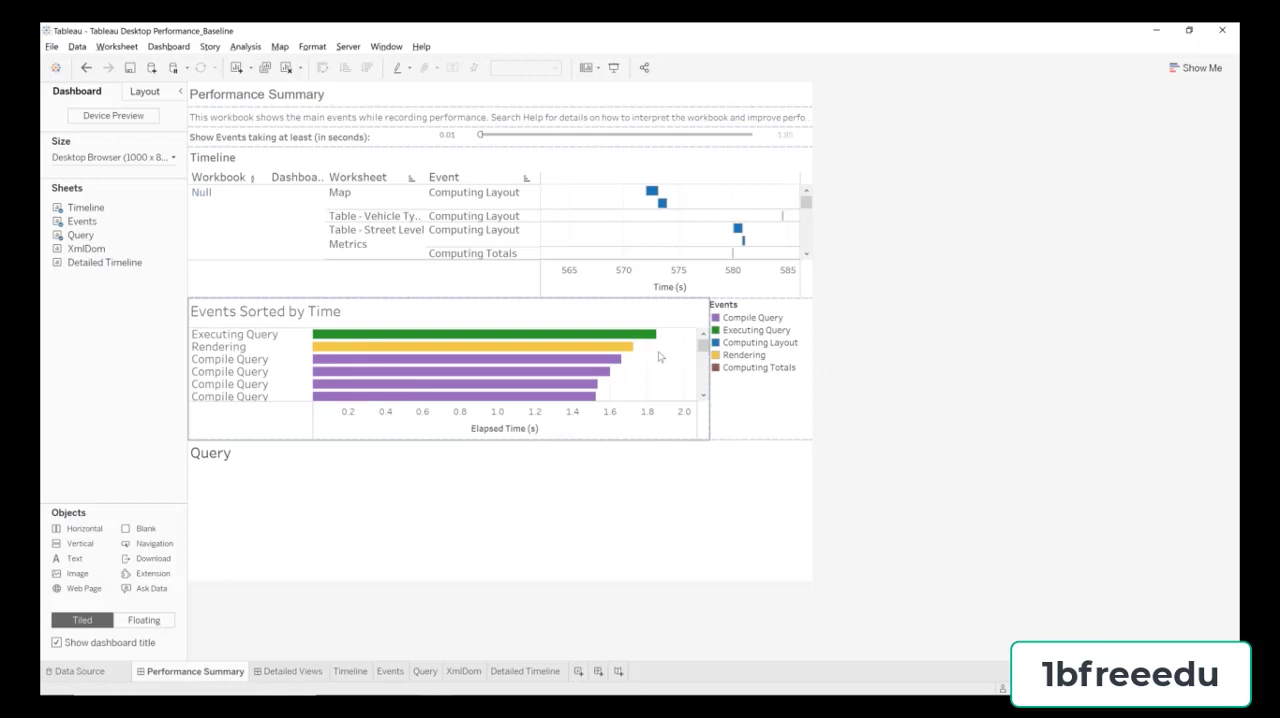 Tableau - Tableau Desktop Performance_Baseline
File Data Worksheet Dashboard Story Analysis Map Format Server Window Help
Show Me
Dashboard Layout
Device Preview
Size
Desktop Browser (1000 x 8...
Sheets
Timeline
Events
Query
XmlDom
Detailed Timeline
Objects
Horizontal Blank
Vertical Navigation
Text Download
Image Extension
Web Page Ask Data
Tiled Floating
Show dashboard title
Performance Summary
This workbook shows the main events while recording performance. Search Help for details on how to interpret the workbook and improve perfo..
Show Events taking at least (in seconds): 0.01 1.85
Timeline
Workbook Dashboa.. Worksheet Event
Null Map Computing Layout
Table - Vehicle Ty.. Computing Layout
Table - Street Level Computing Layout
Metrics
Computing Totals
565 570 575 580 585
Time (s)
Events Sorted by Time
Executing Query
Rendering
Compile Query
Compile Query
Compile Query
Compile Query
0.2 0.4 0.6 0.8 1.0 1.2 1.4 1.6 1.8 2.0
Elapsed Time (s)
Events
Compile Query
Executing Query
Computing Layout
Rendering
Computing Totals
Query
Data Source Performance Summary Detailed Views Timeline Events Query XmlDom Detailed Timeline
1bfreeedu